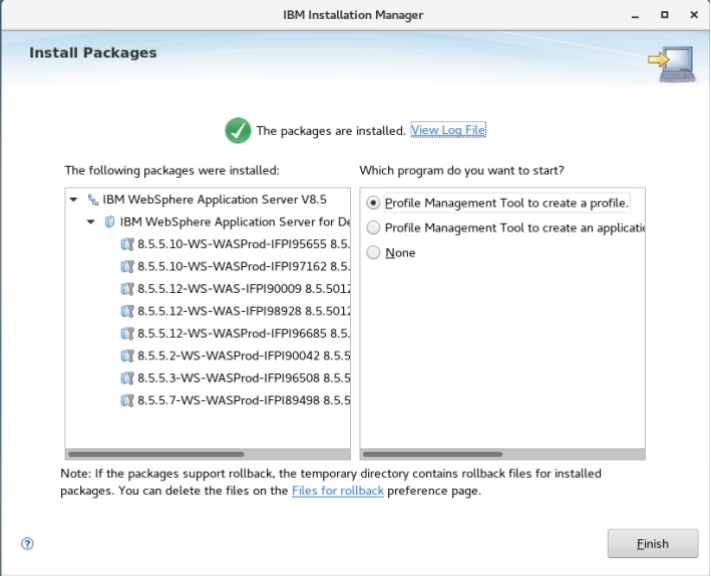 IBM Installation Manager
Install Packages
The packages are installed. View Log File
The following packages were installed:
IBM WebSphere Application Server V8.5
IBM WebSphere Application Server for De
8.5.5.10-WS-WASProd-IFPI95655 8.5.
8.5.5.10-WS-WASProd-IFPI97162 8.5.
8.5.5.12-WS-WAS-IFPI90009 8.5.5012
8.5.5.12-WS-WAS-IFPI98928 8.5.5012
8.5.5.12-WS-WASProd-IFPI96685 8.5.
8.5.5.2-WS-WASProd-IFPI90042 8.5.5
8.5.5.3-WS-WASProd-IFPI96508 8.5.5
8.5.5.7-WS-WASProd-IFPI89498 8.5.5
Which program do you want to start?
Profile Management Tool to create a profile.
Profile Management Tool to create an applicatio
None
Note: If the packages support rollback, the temporary directory contains rollback files for installed
packages. You can delete the files on the Files for rollback preference page.
?
Finish